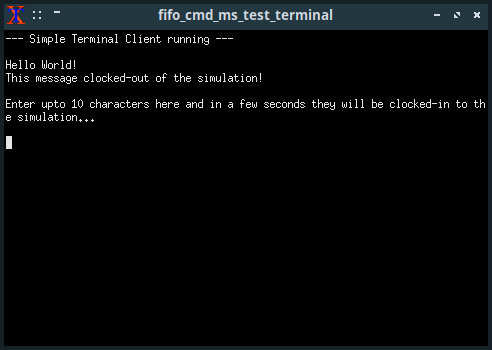 fifo_cmd_ms_test_terminal
--- Simple Terminal Client running ---
Hello World!
This message clocked-out of the simulation!
Enter upto 10 characters here and in a few seconds they will be clocked-in to th
e simulation...